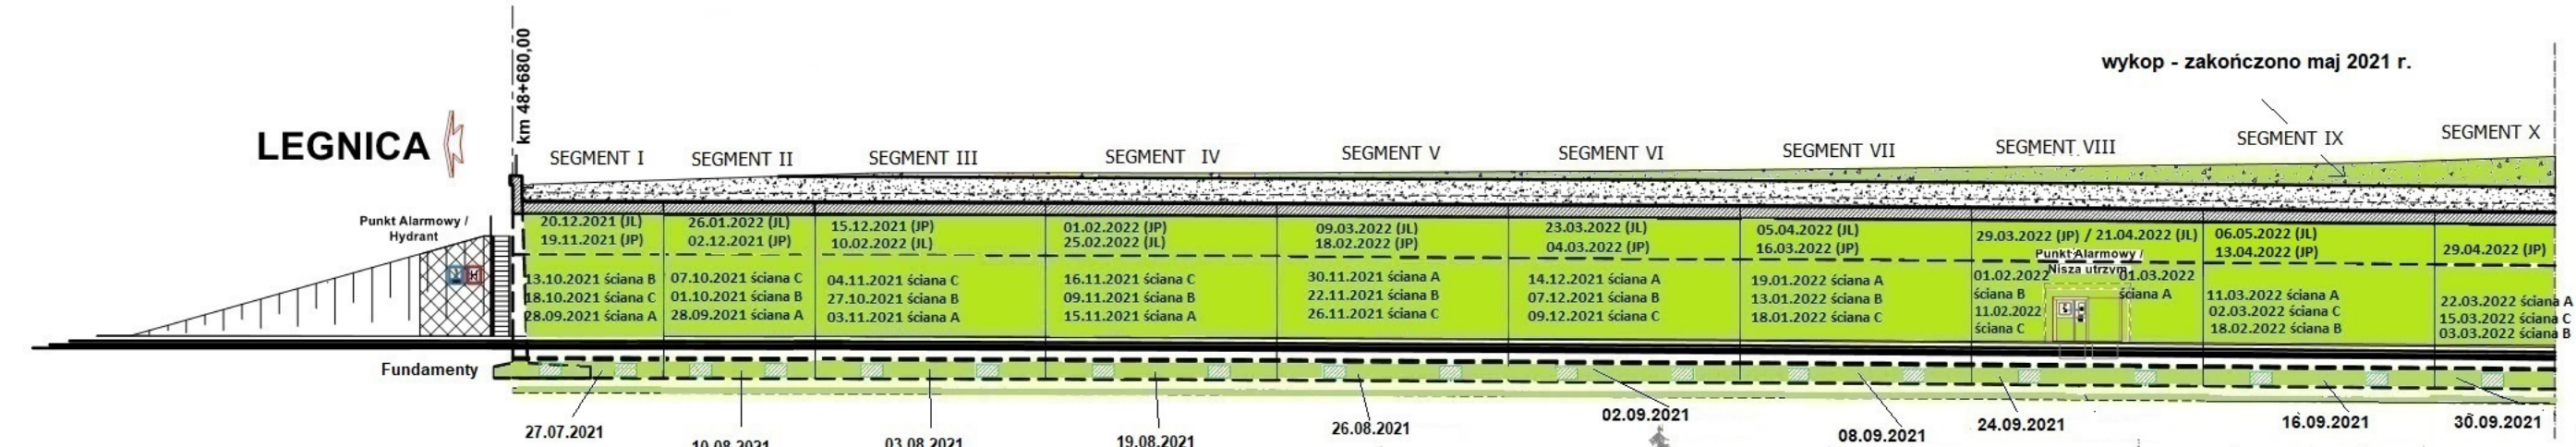 km 48+680,00
wykop - zakończono maj 2021 r.
LEGNICA
SEGMENT I
SEGMENT II
SEGMENT III
SEGMENT IV
SEGMENT V
SEGMENT VI
SEGMENT VII
SEGMENT VIII
SEGMENT IX
SEGMENT X
Punkt Alarmowy /
Hydrant
20.12.2021 (JL)
19.11.2021 (JP)
13.10.2021 ściana B
18.10.2021 ściana C
28.09.2021 ściana A
26.01.2022 (JL)
02.12.2021 (JP)
07.10.2021 ściana C
01.10.2021 ściana B
28.09.2021 ściana A
15.12.2021 (JP)
10.02.2022 (JL)
04.11.2021 ściana C
27.10.2021 ściana B
03.11.2021 ściana A
01.02.2022 (JP)
25.02.2022 (JL)
16.11.2021 ściana C
09.11.2021 ściana B
15.11.2021 ściana A
09.03.2022 (JL)
18.02.2022 (JP)
30.11.2021 ściana A
22.11.2021 ściana B
26.11.2021 ściana C
23.03.2022 (JL)
04.03.2022 (JP)
14.12.2021 ściana A
07.12.2021 ściana B
09.12.2021 ściana C
05.04.2022 (JL)
16.03.2022 (JP)
19.01.2022 ściana A
13.01.2022 ściana B
18.01.2022 ściana C
29.03.2022 (JP) / 21.04.2022 (JL)
Punkt Alarmowy /
Nisza utrzym.
01.02.2022
ściana B
11.02.2022
ściana C
01.03.2022
ściana A
06.05.2022 (JL)
13.04.2022 (JP)
11.03.2022 ściana A
02.03.2022 ściana C
18.02.2022 ściana B
29.04.2022 (JP)
22.03.2022 ściana A
15.03.2022 ściana C
03.03.2022 ściana B
Fundamenty
27.07.2021
10.08.2021
03.08.2021
19.08.2021
26.08.2021
02.09.2021
08.09.2021
24.09.2021
16.09.2021
30.09.2021